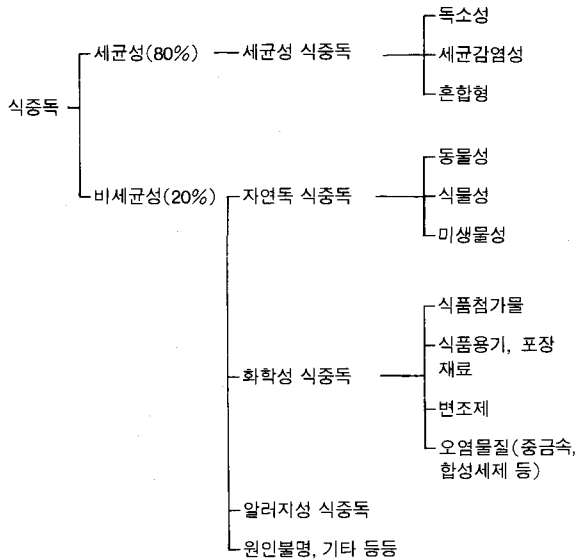 독소성
세균성(80%) 세균성 식중독 세균감염성
혼합형
식중독
동물성
비세균성(20%) 자연독 식중독 식물성
미생물성
식품첨가물
식품용기, 포장
재료
화학성 식중독
변조제
오염물질(중금속,
합성세제 등)
알러지성 식중독
원인불명, 기타 등등